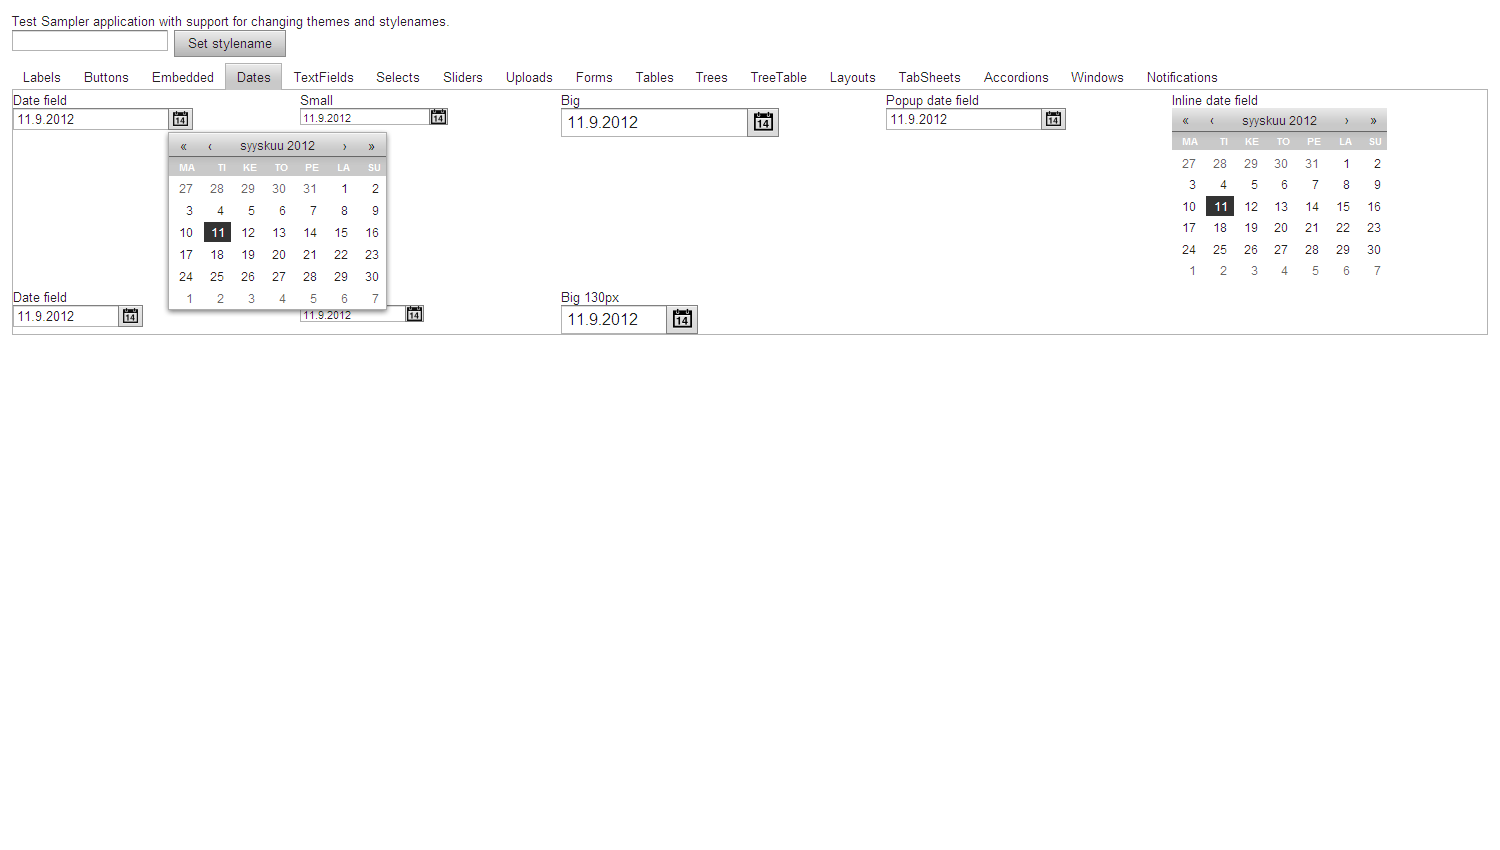 Test Sampler application with support for changing themes and stylenames.
Set stylename
Labels Buttons Embedded Dates TextFields Selects Sliders Uploads Forms Tables Trees TreeTable Layouts TabSheets Accordions Windows Notifications
Date field Small Big Popup date field Inline date field
11.9.2012 14 11.9.2012 14 11.9.2012 14 11.9.2012 14
« ‹ syyskuu 2012 › »
MA TI KE TO PE LA SU
27 28 29 30 31 1 2
3 4 5 6 7 8 9
10 11 12 13 14 15 16
17 18 19 20 21 22 23
24 25 26 27 28 29 30
1 2 3 4 5 6 7
« ‹ syyskuu 2012 › »
MA TI KE TO PE LA SU
27 28 29 30 31 1 2
3 4 5 6 7 8 9
10 11 12 13 14 15 16
17 18 19 20 21 22 23
24 25 26 27 28 29 30
1 2 3 4 5 6 7
Date field Big 130px
11.9.2012 14 11.9.2012 14 11.9.2012 14